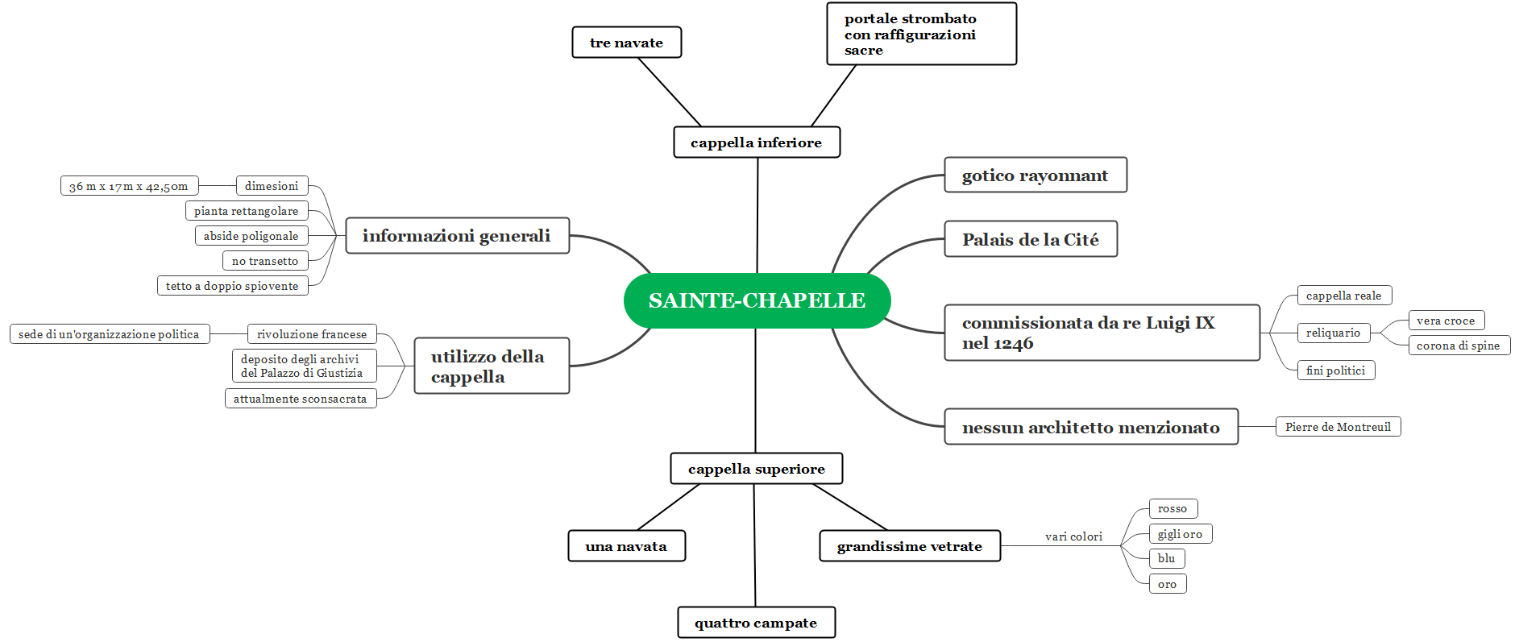 portale strombato
con raffigurazioni
sacre
tre navate
cappella inferiore
gotico rayonnant
36 m x 17m x 42,50m
dimesioni
pianta rettangolare
abside poligonale
no transetto
tetto a doppio spiovente
informazioni generali
Palais de la Cité
SAINTE-CHAPELLE
commissionata da re Luigi IX
nel 1246
cappella reale
reliquario
vera croce
corona di spine
fini politici
sede di un'organizzazione politica
rivoluzione francese
deposito degli archivi
del Palazzo di Giustizia
attualmente sconsacrata
utilizzo della
cappella
nessun architetto menzionato
Pierre de Montreuil
cappella superiore
una navata
quattro campate
grandissime vetrate
vari colori
rosso
gigli oro
blu
oro